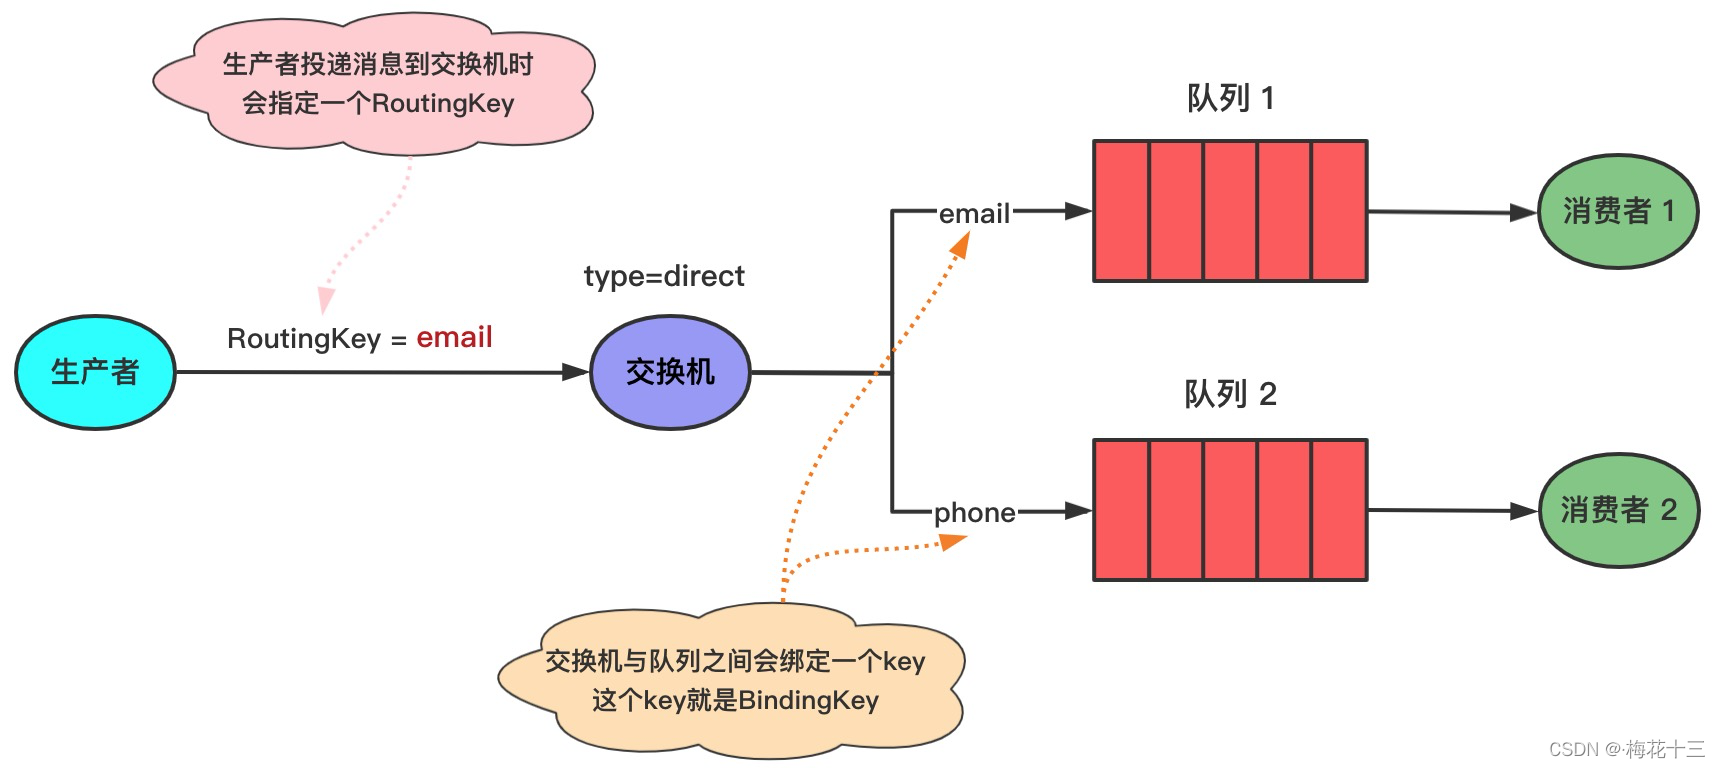 生产者投递消息到交换机时
会指定一个RoutingKey
队列 1
email
消费者 1
type=direct
RoutingKey = email
生产者
交换机
队列 2
phone
消费者 2
交换机与队列之间会绑定一个key
这个key就是BindingKey
CSDN @·梅花十三